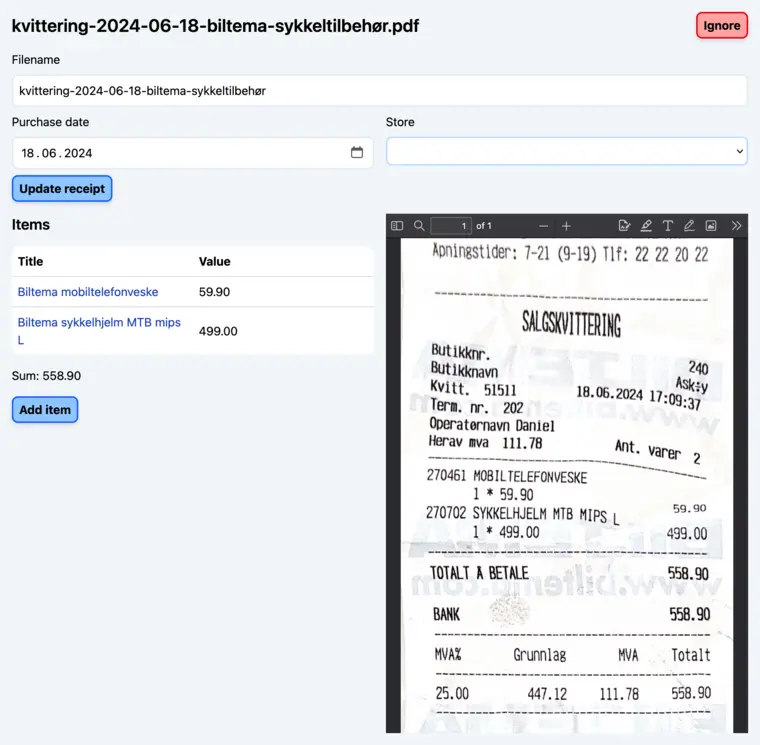 kvittering-2024-06-18-biltema-sykkeltilbehør.pdf
Ignore
Filename
kvittering-2024-06-18-biltema-sykkeltilbehør
Purchase date
Store
18.06.2024
Update receipt
Items
Title Value
Biltema mobiltelefonveske 59.90
Biltema sykkelhjelm MTB mips
L
499.00
Sum: 558.90
Add item
1 of 1
Åpningstider: 7-21 (9-19) Tlf: 22 22 20 22
SALGSKVITTERING
Butikknr. 240
Butikknavn Askøy
Kvitt. 51511 18.06.2024 17:09:37
Term. nr. 202
Operatørnavn Daniel
Herav mva 111.78 Ant. varer 2
270461 MOBILTELEFONVESKE
1 * 59.90 59.90
270702 SYKKELHJELM MTB MIPS L
1 * 499.00 499.00
TOTALT Å BETALE 558.90
BANK 558.90
MVA% Grunnlag MVA Totalt
25.00 447.12 111.78 558.90